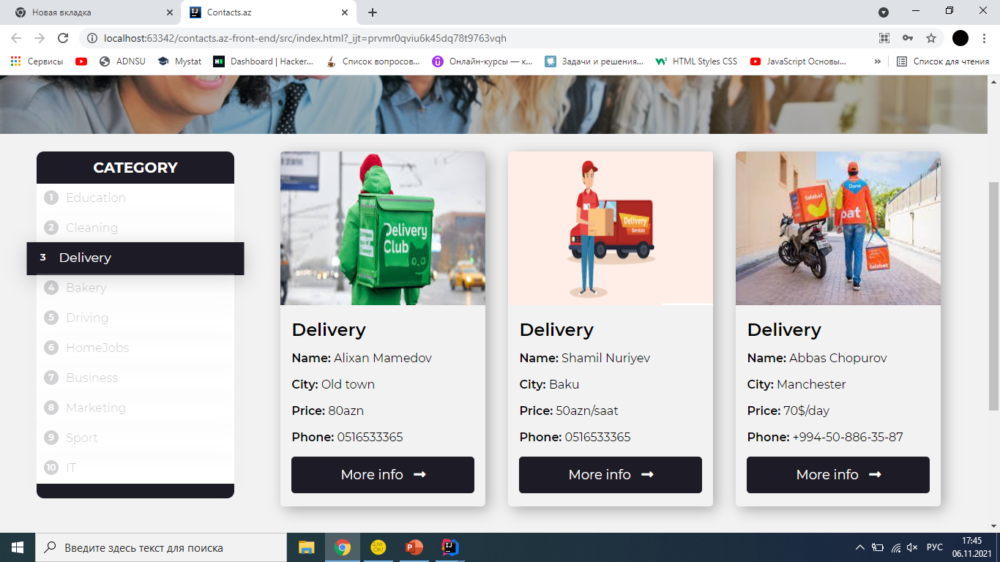 Новая вкладка
Contacts.az
localhost:63342/contacts.az-front-end/src/index.html?_ijt=prvmr0qviu6k45dq78t9763vqh
Сервисы ADNSU Mystat Dashboard | Hacker... Список вопросов... Онлайн-курсы — к... Задачи и решения... HTML Styles CSS JavaScript Основы... » Список для чтения
CATEGORY
1 Education
2 Cleaning
3 Delivery
4 Bakery
5 Driving
6 HomeJobs
7 Business
8 Marketing
9 Sport
10 IT
Delivery
Club
Delivery
Name: Alixan Mamedov
City: Old town
Price: 80azn
Phone: 0516533365
More info
Delivery
Services
Delivery
Name: Shamil Nuriyev
City: Baku
Price: 50azn/saat
Phone: 0516533365
More info
Done.
talabat
bat
talabat
Delivery
Name: Abbas Chopurov
City: Manchester
Price: 70$/day
Phone: +994-50-886-35-87
More info
Введите здесь текст для поиска
РУС
17:45
06.11.2021